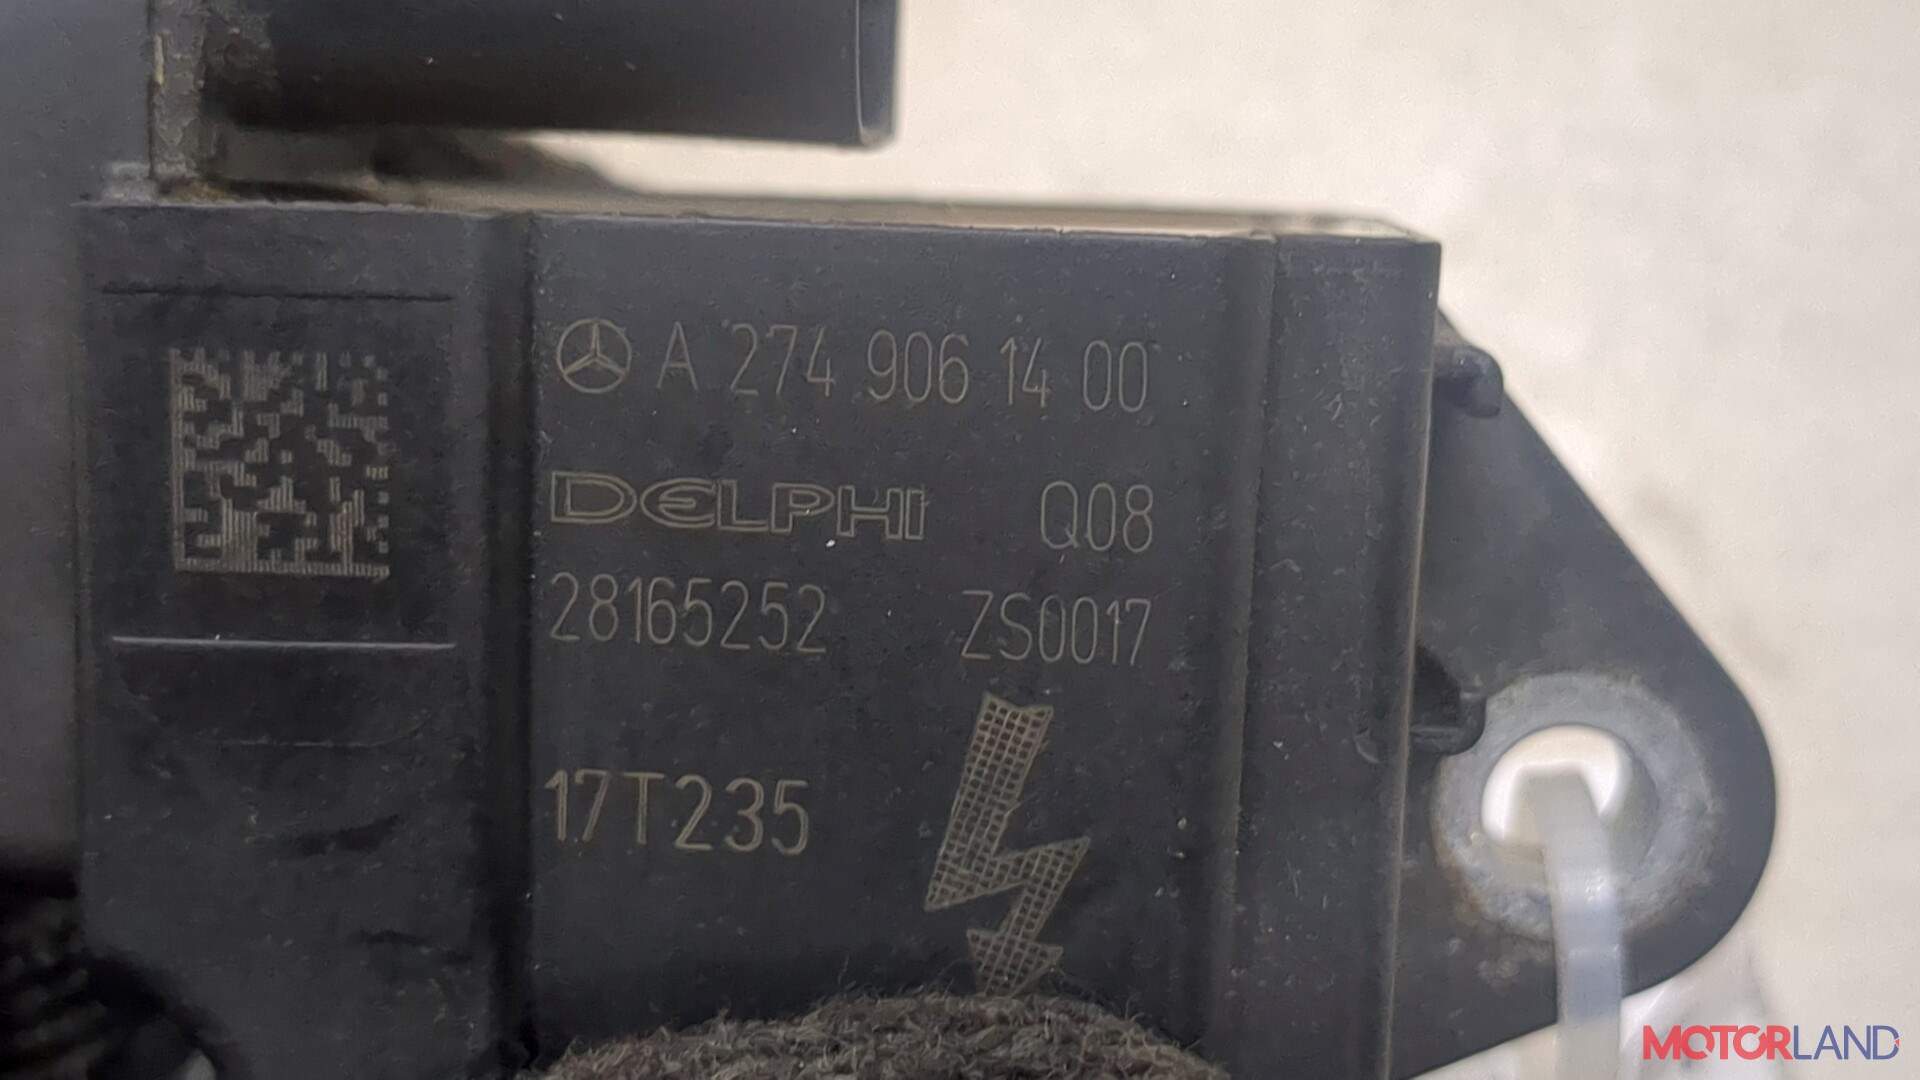 A 274 906 14 00
DELPHI Q08
28165252 ZS0017
17T235
MOTORLAND